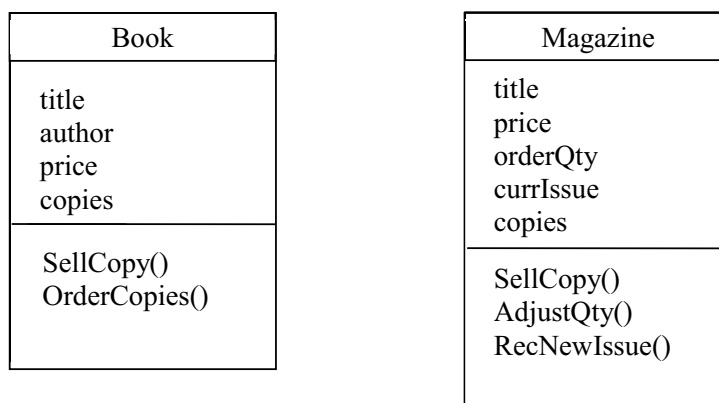 Book
title
author
price
copies
SellCopy()
OrderCopies()
Magazine
title
price
orderQty
currIssue
copies
SellCopy()
AdjustQty()
RecNewIssue()